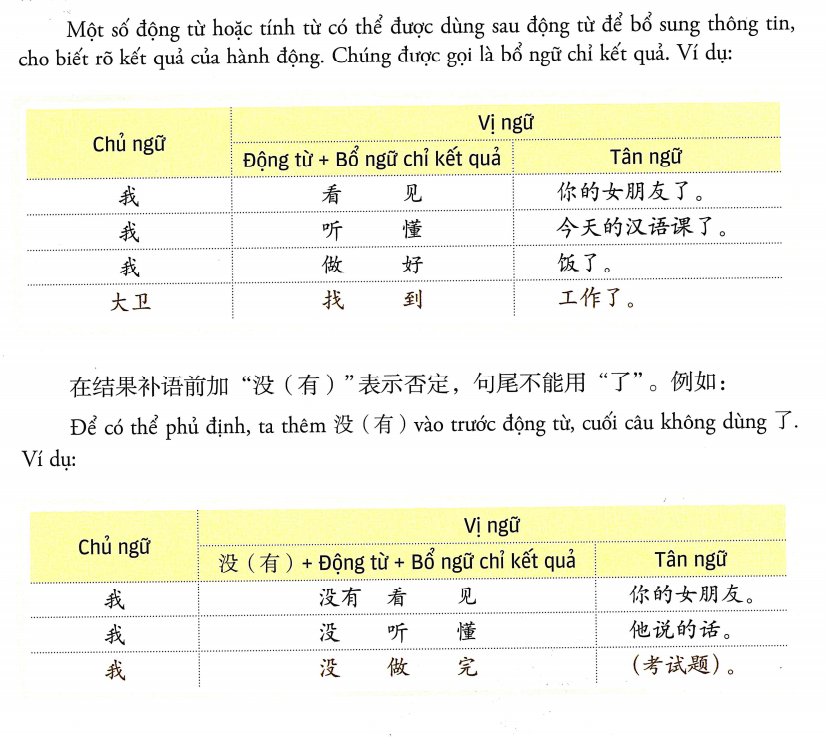 Một số động từ hoặc tính từ có thể được dùng sau động từ để bổ sung thông tin,
cho biết rõ kết quả của hành động. Chúng được gọi là bổ ngữ chỉ kết quả. Ví dụ:
Chủ ngữ
Vị ngữ
Động từ + Bổ ngữ chỉ kết quả
Tân ngữ
我 看 见 你的女朋友了。
我 听 懂 今天的汉语课了。
我 做 好 饭了。
大卫 找 到 工作了。
在结果补语前加“没(有)”表示否定,句尾不能用“了”。例如:
Để có thể phủ định, ta thêm 没(有)vào trước động từ, cuối câu không dùng 了.
Ví dụ:
Chủ ngữ
Vị ngữ
没(有)+ Động từ + Bổ ngữ chỉ kết quả
Tân ngữ
我 没有 看 见 你的女朋友。
我 没 听 懂 他说的话。
我 没 做 完 (考试题)。